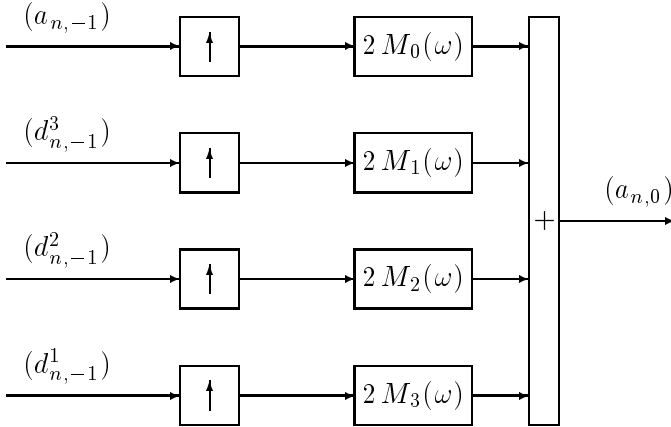 (a_{n,−1})
↑
2 M_0(ω)
(d^3_{n,−1})
↑
2 M_1(ω)
(a_{n,0})
+
(d^2_{n,−1})
↑
2 M_2(ω)
(d^1_{n,−1})
↑
2 M_3(ω)